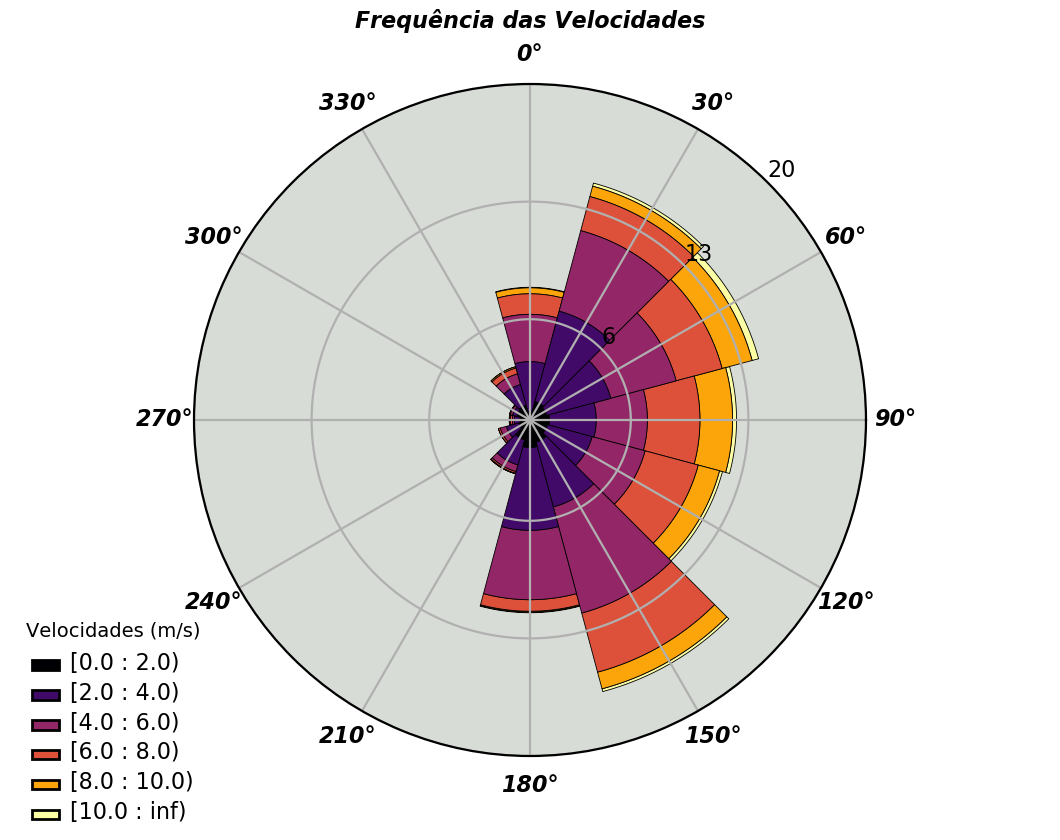 Frequência das Velocidades
0°
330°
30°
20
300°
60°
13
6
270°
90°
240°
120°
210°
150°
180°
Velocidades (m/s)
[0.0 : 2.0)
[2.0 : 4.0)
[4.0 : 6.0)
[6.0 : 8.0)
[8.0 : 10.0)
[10.0 : inf)